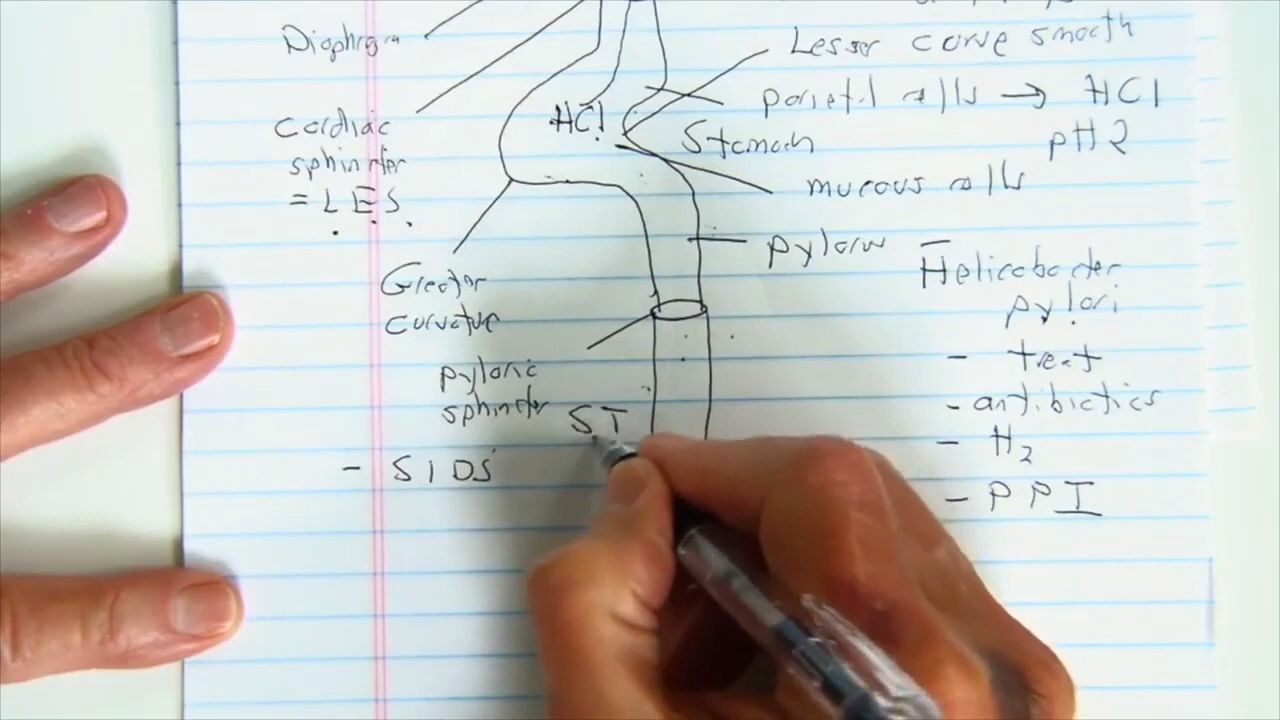 Diaphragm
Cardiac
sphincter
= LES
Greater
curvature
pyloric
sphincter
- SIDS
ST
HCl
Stomach
Lesser curve smooth
parietal cells → HCl
pH 2
mucous cells
pylorus
Helicobacter
pylori
- treat
- antibiotics
- H2
- PPI